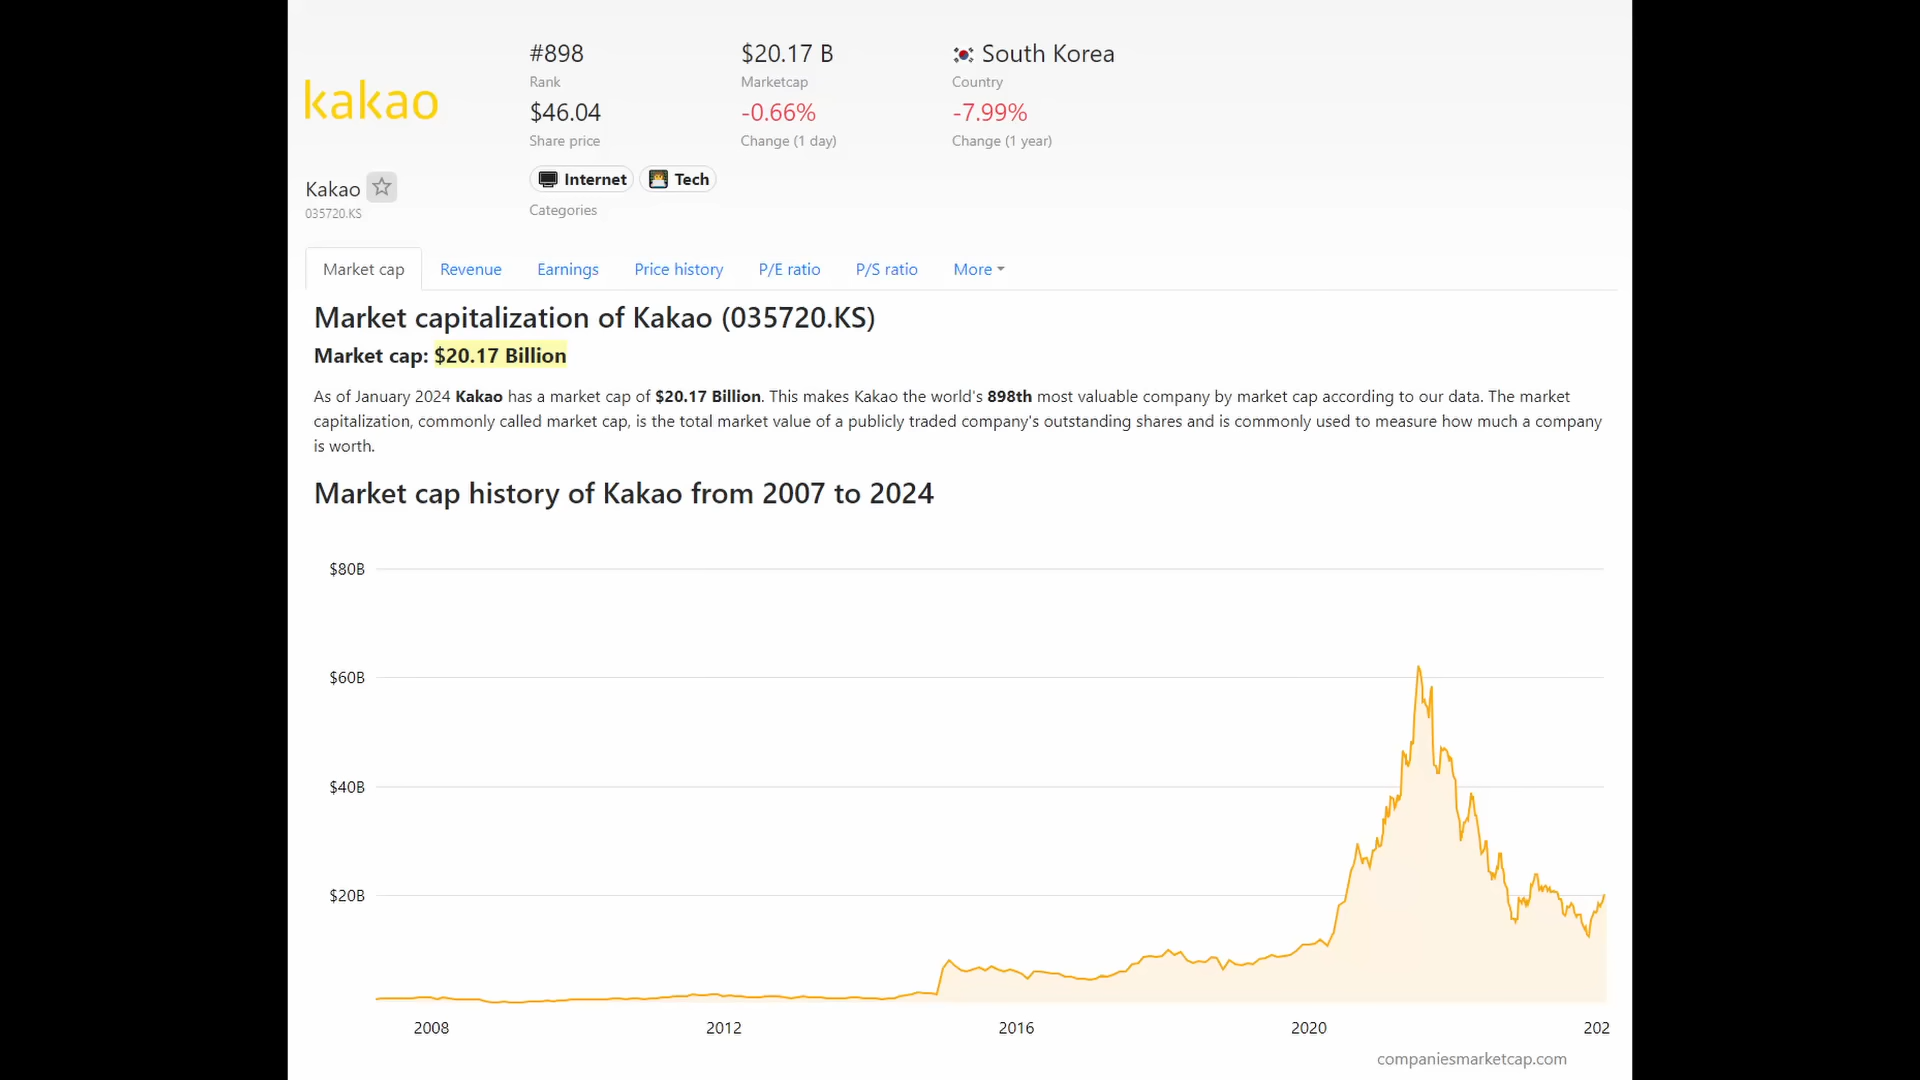 kakao
Kakao
035720.KS
#898
Rank
$20.17 B
Marketcap
South Korea
Country
$46.04
Share price
-0.66%
Change (1 day)
-7.99%
Change (1 year)
Internet Tech
Categories
Market cap Revenue Earnings Price history P/E ratio P/S ratio More
Market capitalization of Kakao (035720.KS)
Market cap: $20.17 Billion
As of January 2024 Kakao has a market cap of $20.17 Billion. This makes Kakao the world's 898th most valuable company by market cap according to our data. The market
capitalization, commonly called market cap, is the total market value of a publicly traded company's outstanding shares and is commonly used to measure how much a company
is worth.
Market cap history of Kakao from 2007 to 2024
$80B
$60B
$40B
$20B
2008 2012 2016 2020 202
companiesmarketcap.com